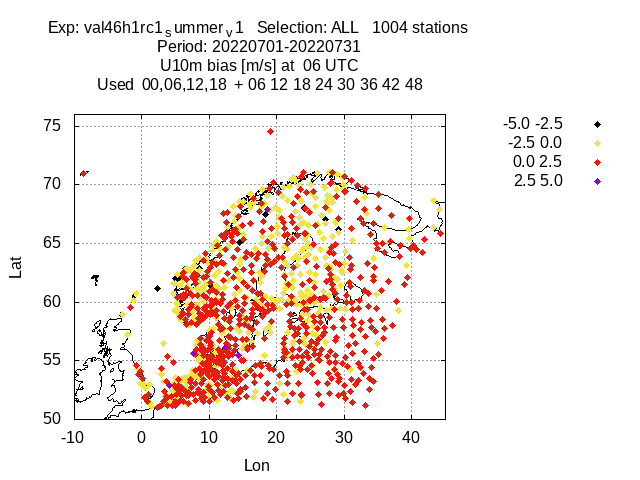 Exp: val46h1rc1summerv1 Selection: ALL 1004 stations
Period: 20220701-20220731
U10m bias [m/s] at 06 UTC
Used 00,06,12,18 + 06 12 18 24 30 36 42 48
-5.0 -2.5
-2.5 0.0
0.0 2.5
2.5 5.0
75
70
65
60
55
50
Lat
-10 0 10 20 30 40
Lon